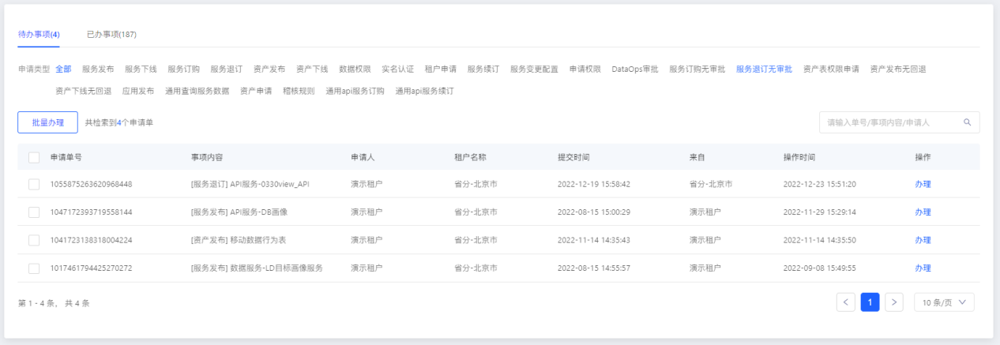 待办事项(4) 已办事项(187)
申请类型 全部 服务发布 服务下线 服务订购 服务退订 资产发布 资产下线 数据权限 实名认证 租户申请 服务续订 服务变更配置 申请权限 DataOps审批 服务订购无审批 服务退订无审批 资产表权限申请 资产发布无回退
资产下线无回退 应用发布 通用查询服务数据 资产申请 稽核规则 通用api服务订购 通用api服务续订
批量办理 共检索到4个申请单 请输入单号/事项内容/申请人
申请单号 事项内容 申请人 租户名称 提交时间 来自 操作时间 操作
1055875263620968448 [服务退订] API服务-0330view_API 演示租户 省分-北京市 2022-12-19 15:58:42 省分-北京市 2022-12-23 15:51:20 办理
1047172393719558144 [服务发布] API服务-DB画像 演示租户 省分-北京市 2022-08-15 15:00:29 演示租户 2022-11-29 15:29:14 办理
1041723138318004224 [资产发布] 移动数据行为表 演示租户 省分-北京市 2022-11-14 14:35:43 演示租户 2022-11-14 14:35:50 办理
1017461794425270272 [服务发布] 数据服务-LD目标画像服务 演示租户 省分-北京市 2022-08-15 14:55:57 演示租户 2022-09-08 15:49:55 办理
第 1 - 4 条， 共 4 条 < 1 > 10 条/页